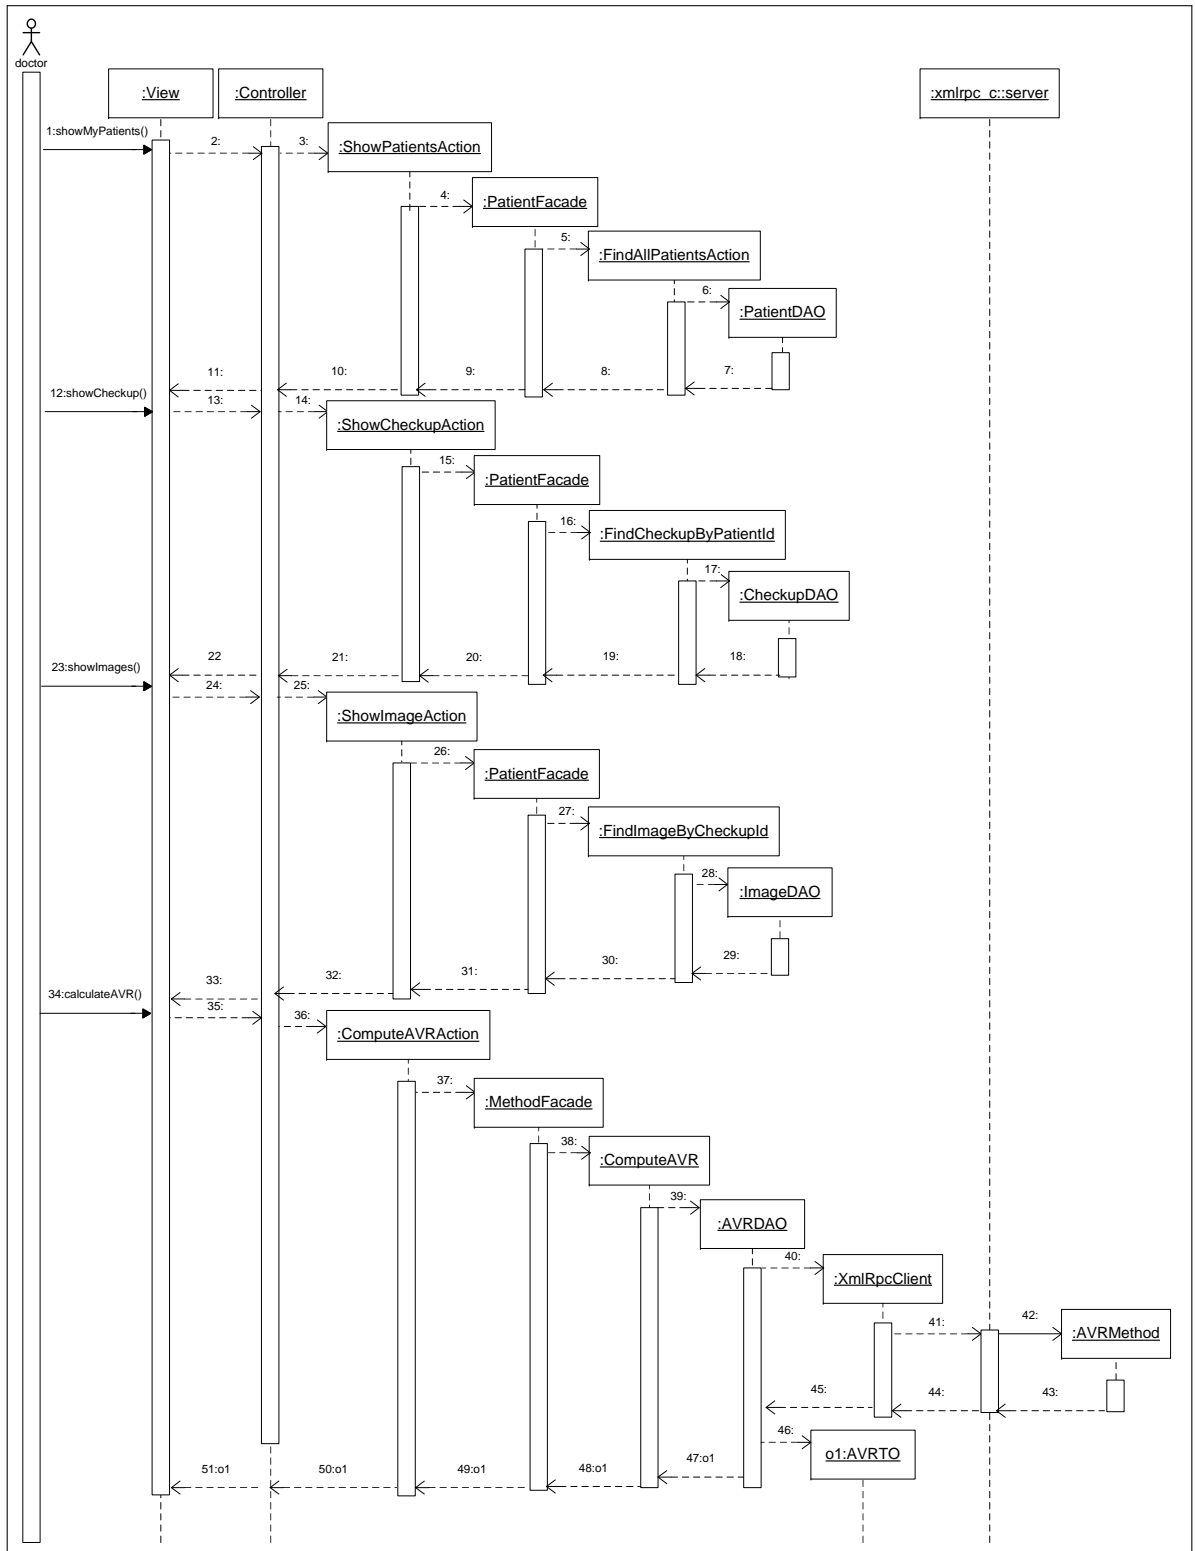 doctor
:View
:Controller
:xmlrpc_c::server
1:showMyPatients()
2:
3:
:ShowPatientsAction
4:
:PatientFacade
5:
:FindAllPatientsAction
6:
:PatientDAO
11:
10:
9:
8:
7:
12:showCheckup()
13:
14:
:ShowCheckupAction
15:
:PatientFacade
16:
:FindCheckupByPatientId
17:
:CheckupDAO
22
21:
20:
19:
18:
23:showImages()
24:
25:
:ShowImageAction
26:
:PatientFacade
27:
:FindImageByCheckupId
28:
:ImageDAO
33:
32:
31:
30:
29:
34:calculateAVR()
35:
36:
:ComputeAVRAction
37:
:MethodFacade
38:
:ComputeAVR
39:
:AVRDAO
40:
:XmlRpcClient
41:
42:
:AVRMethod
45:
44:
43:
46:
o1:AVRTO
51:o1
50:o1
49:o1
48:o1
47:o1